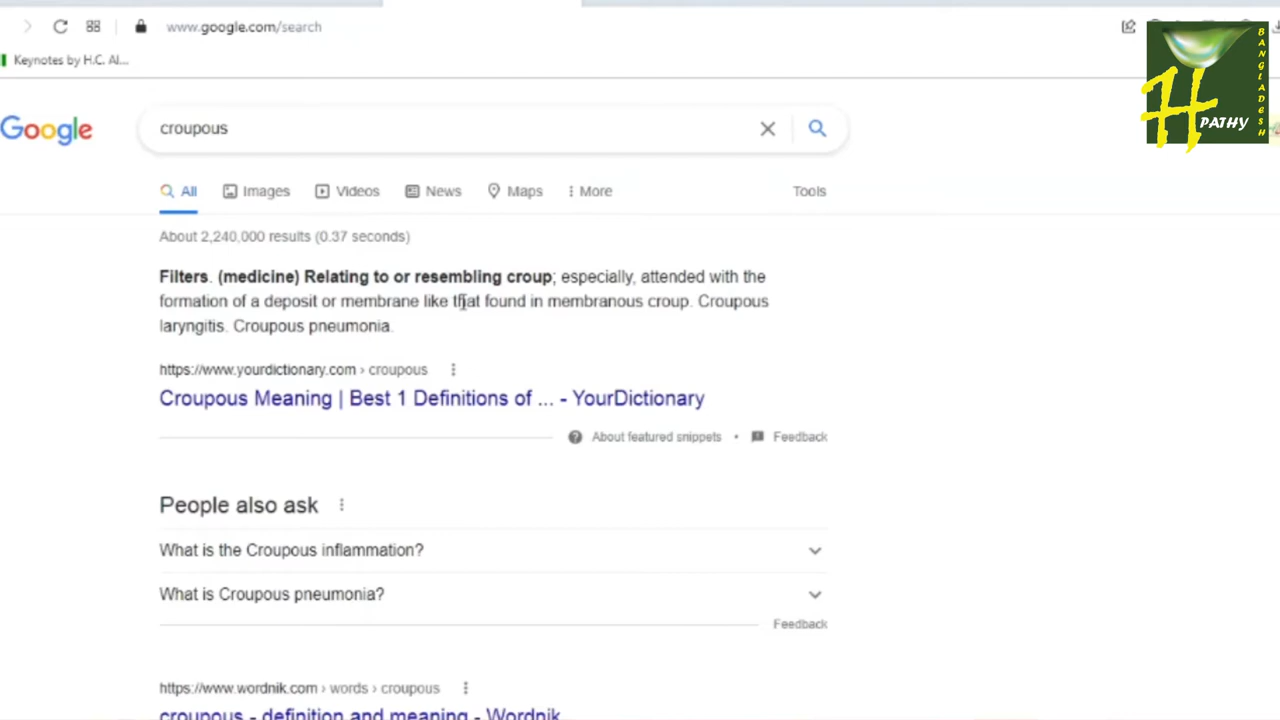 www.google.com/search
Keynotes by H.C. Al...
BANGLADESH
H PATHY
Google
croupous
All Images Videos News Maps More Tools
About 2,240,000 results (0.37 seconds)
Filters. (medicine) Relating to or resembling croup; especially, attended with the
formation of a deposit or membrane like that found in membranous croup. Croupous
laryngitis. Croupous pneumonia.
https://www.yourdictionary.com › croupous
Croupous Meaning | Best 1 Definitions of ... - YourDictionary
About featured snippets • Feedback
People also ask
What is the Croupous inflammation?
What is Croupous pneumonia?
Feedback
https://www.wordnik.com › words › croupous
croupous - definition and meaning - Wordnik